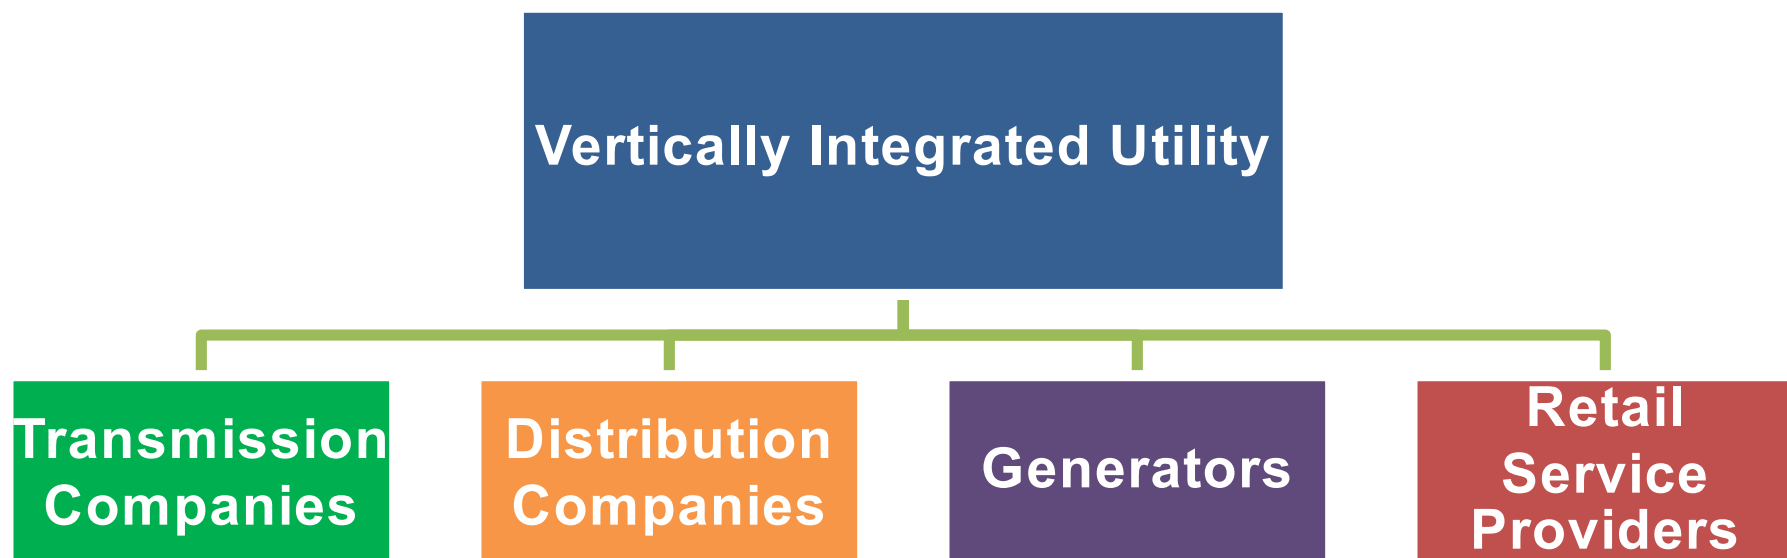 Vertically Integrated Utility
Transmission
Companies
Distribution
Companies
Generators
Retail
Service
Providers